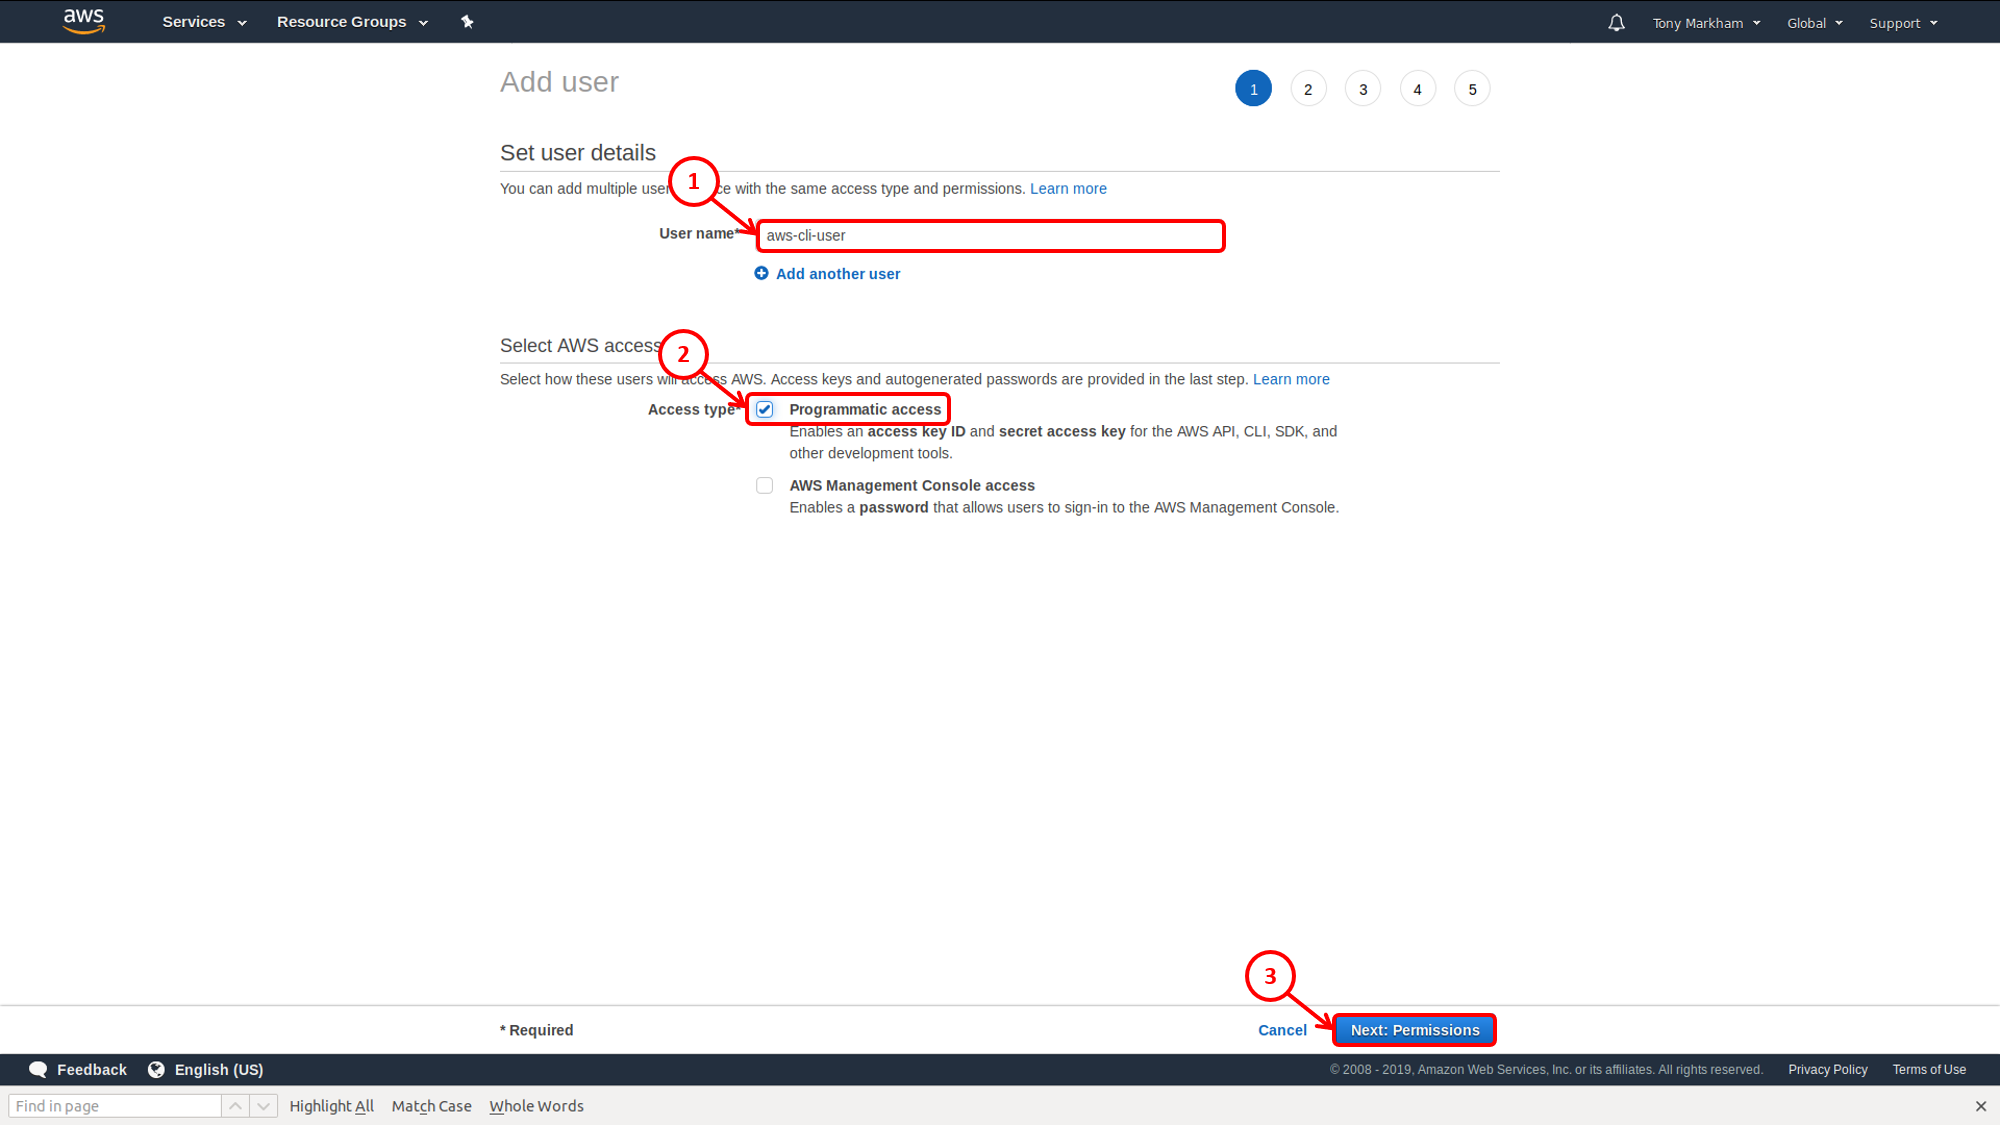 aws Services Resource Groups Tony Markham Global Support
Add user 1 2 3 4 5
Set user details
You can add multiple user ce with the same access type and permissions. Learn more
1
User name* aws-cli-user
Add another user
Select AWS access
2
Select how these users will access AWS. Access keys and autogenerated passwords are provided in the last step. Learn more
Access type* Programmatic access
Enables an access key ID and secret access key for the AWS API, CLI, SDK, and
other development tools.
AWS Management Console access
Enables a password that allows users to sign-in to the AWS Management Console.
3
* Required Cancel Next: Permissions
Feedback English (US) © 2008 - 2019, Amazon Web Services, Inc. or its affiliates. All rights reserved. Privacy Policy Terms of Use
Find in page Highlight All Match Case Whole Words